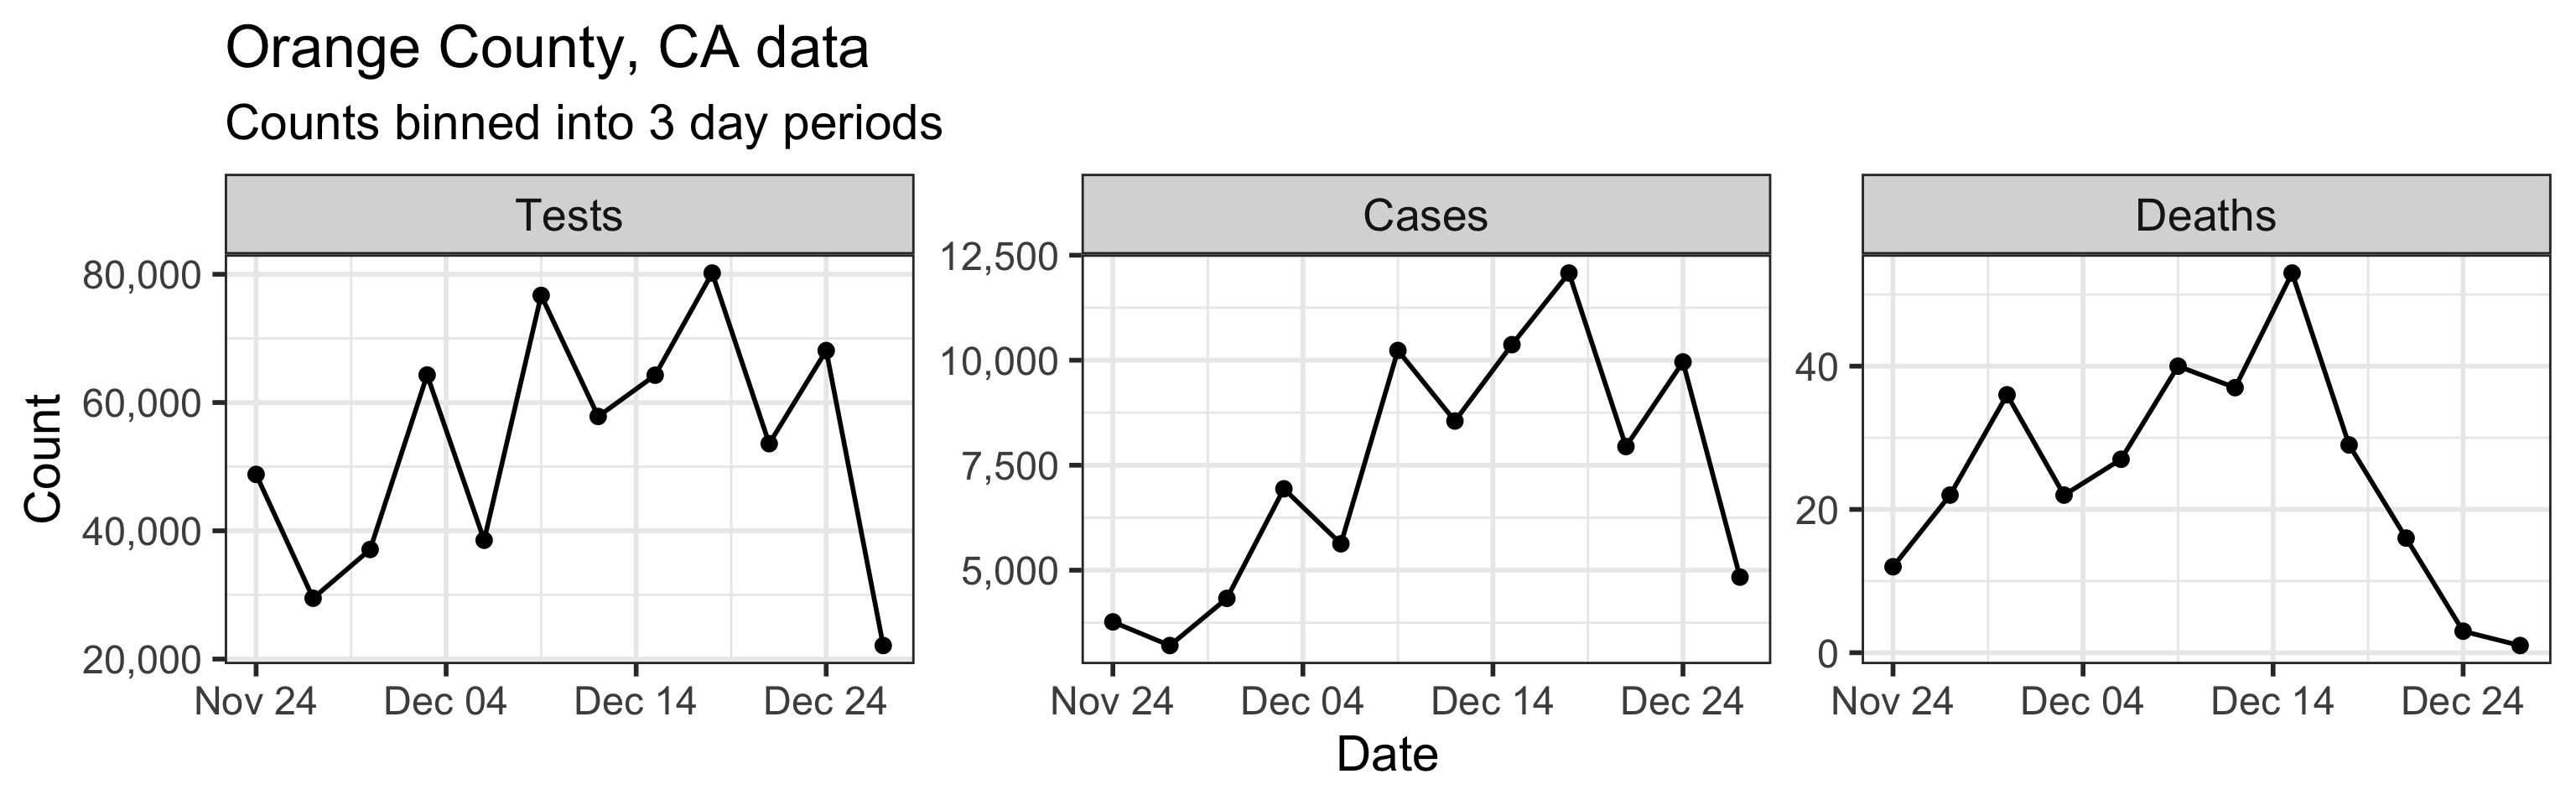 Orange County, CA data
Counts binned into 3 day periods
Tests
Cases
Deaths
Count
80,000
60,000
40,000
20,000
12,500
10,000
7,500
5,000
40
20
0
Nov 24 Dec 04 Dec 14 Dec 24
Nov 24 Dec 04 Dec 14 Dec 24
Nov 24 Dec 04 Dec 14 Dec 24
Date